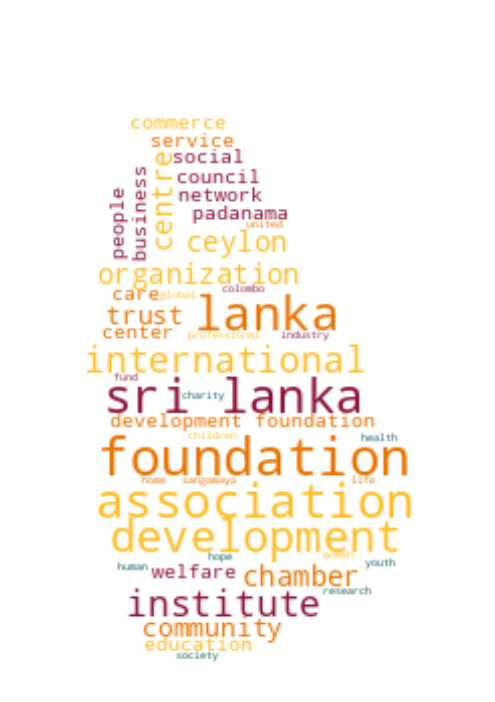 commerce
service
centre
social
people
business
council
network
padanama
united
ceylon
organization
care
global
colombo
trust
lanka
center
professional
industry
international
fund
sri lanka
charity
development foundation
children
health
foundation
home
sangamaya
life
association
development
hope
women
human
welfare
chamber
youth
research
institute
community
education
society